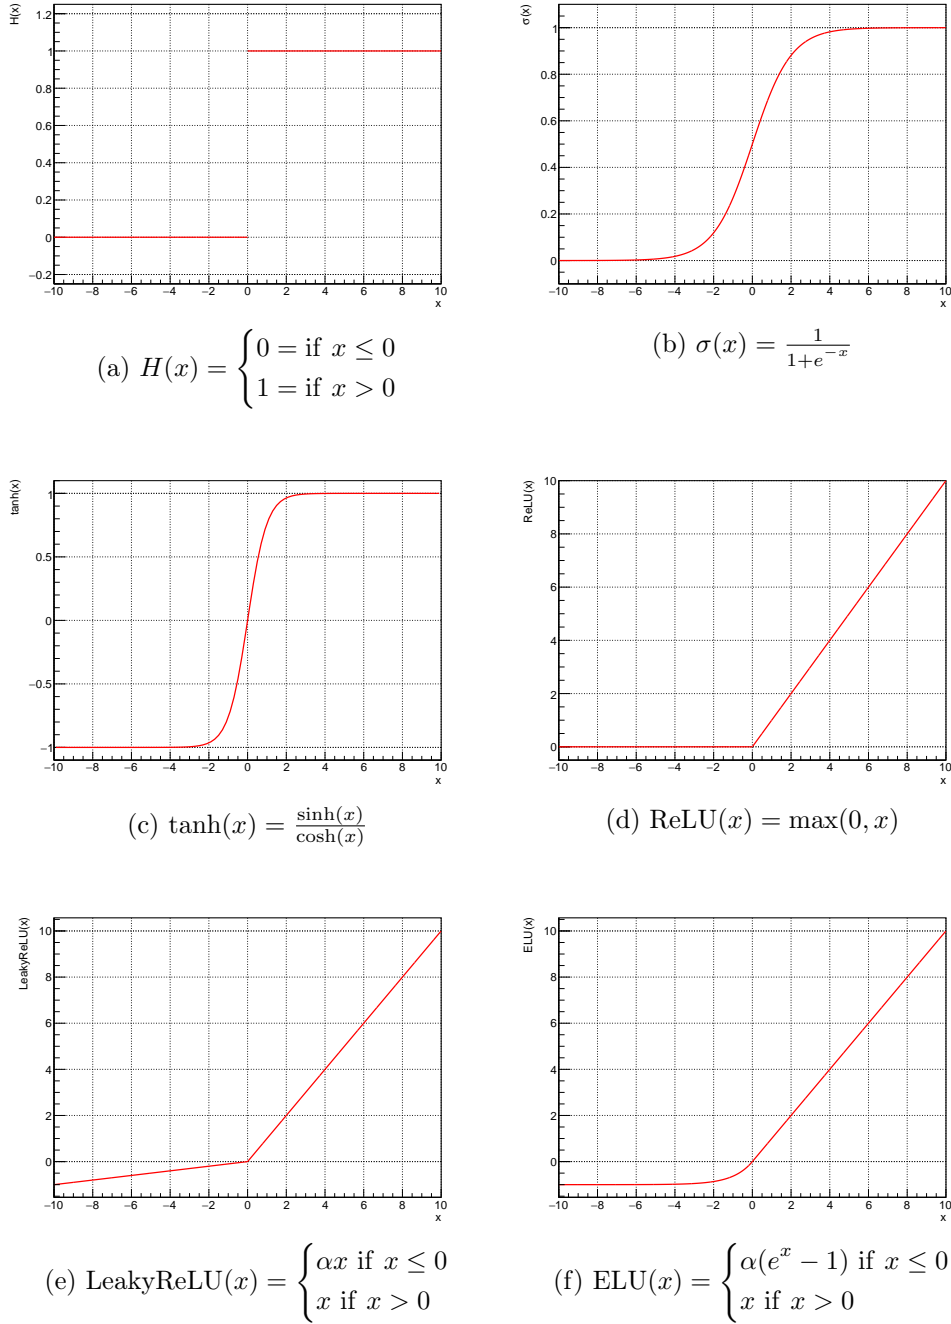 H(x)
1.2
1
0.8
0.6
0.4
0.2
0
−0.2
−10 −8 −6 −4 −2 0 2 4 6 8 10
x
(a) H(x) = { 0 = if x ≤ 0
1 = if x > 0
σ(x)
1
0.8
0.6
0.4
0.2
0
−10 −8 −6 −4 −2 0 2 4 6 8 10
x
(b) σ(x) = 1/(1+e^{−x})
tanh(x)
1
0.5
0
−0.5
−1
−10 −8 −6 −4 −2 0 2 4 6 8 10
x
(c) tanh(x) = sinh(x)/cosh(x)
ReLU(x)
10
8
6
4
2
0
−10 −8 −6 −4 −2 0 2 4 6 8 10
x
(d) ReLU(x) = max(0, x)
LeakyReLU(x)
10
8
6
4
2
0
−10 −8 −6 −4 −2 0 2 4 6 8 10
x
(e) LeakyReLU(x) = { αx if x ≤ 0
x if x > 0
ELU(x)
10
8
6
4
2
0
−10 −8 −6 −4 −2 0 2 4 6 8 10
x
(f) ELU(x) = { α(e^x − 1) if x ≤ 0
x if x > 0